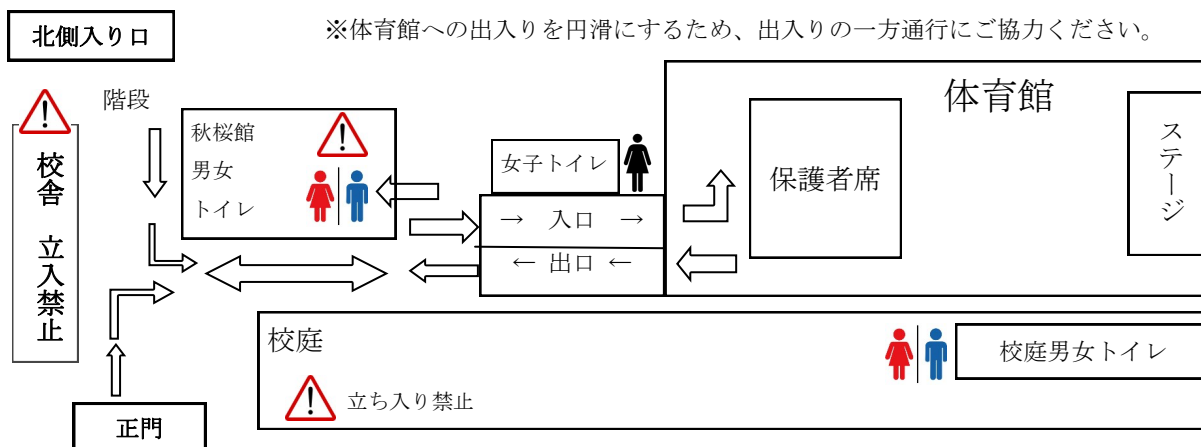 北側入り口
※体育館への出入りを円滑にするため、出入りの一方通行にご協力ください。
階段
校舎 立入禁止
秋桜館
男女
トイレ
女子トイレ
→ 入口 →
← 出口 ←
体育館
保護者席
ステージ
校庭
立ち入り禁止
校庭男女トイレ
正門